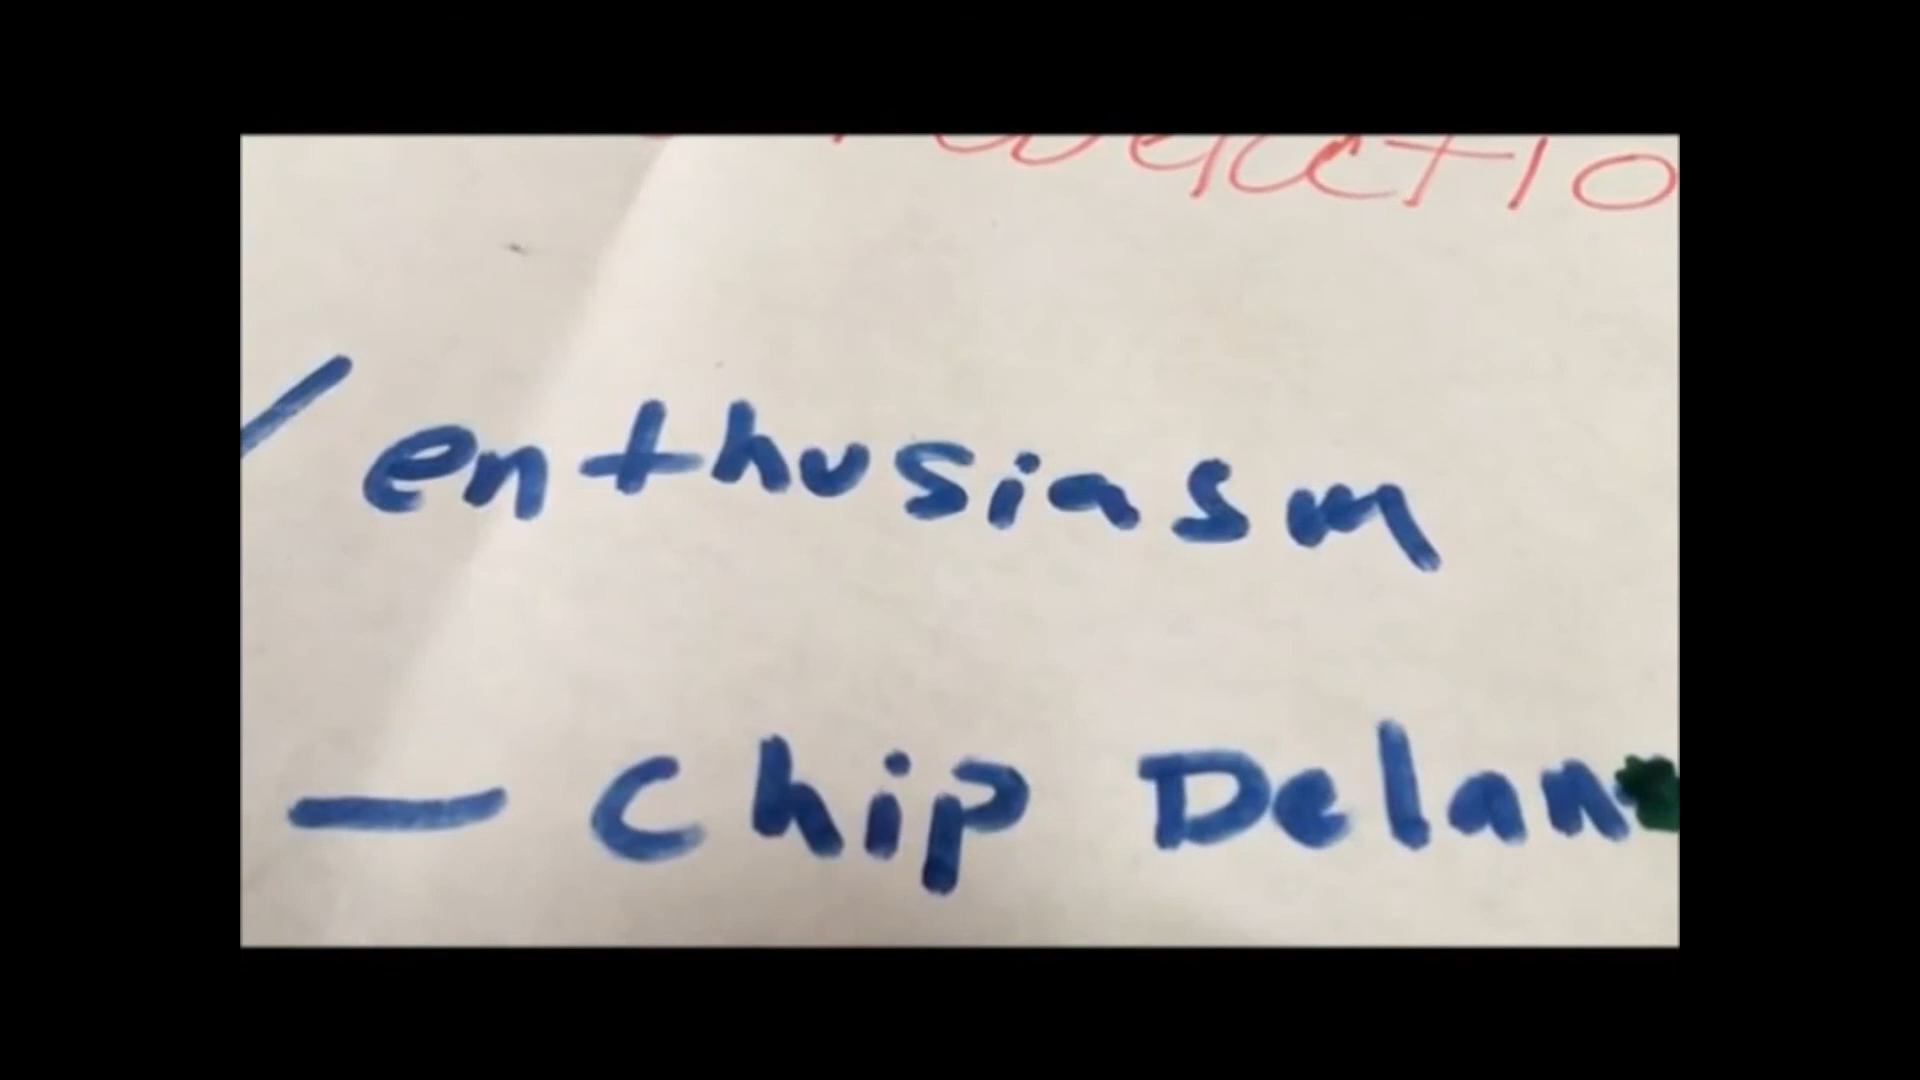 /enthusiasm
— Chip Delan